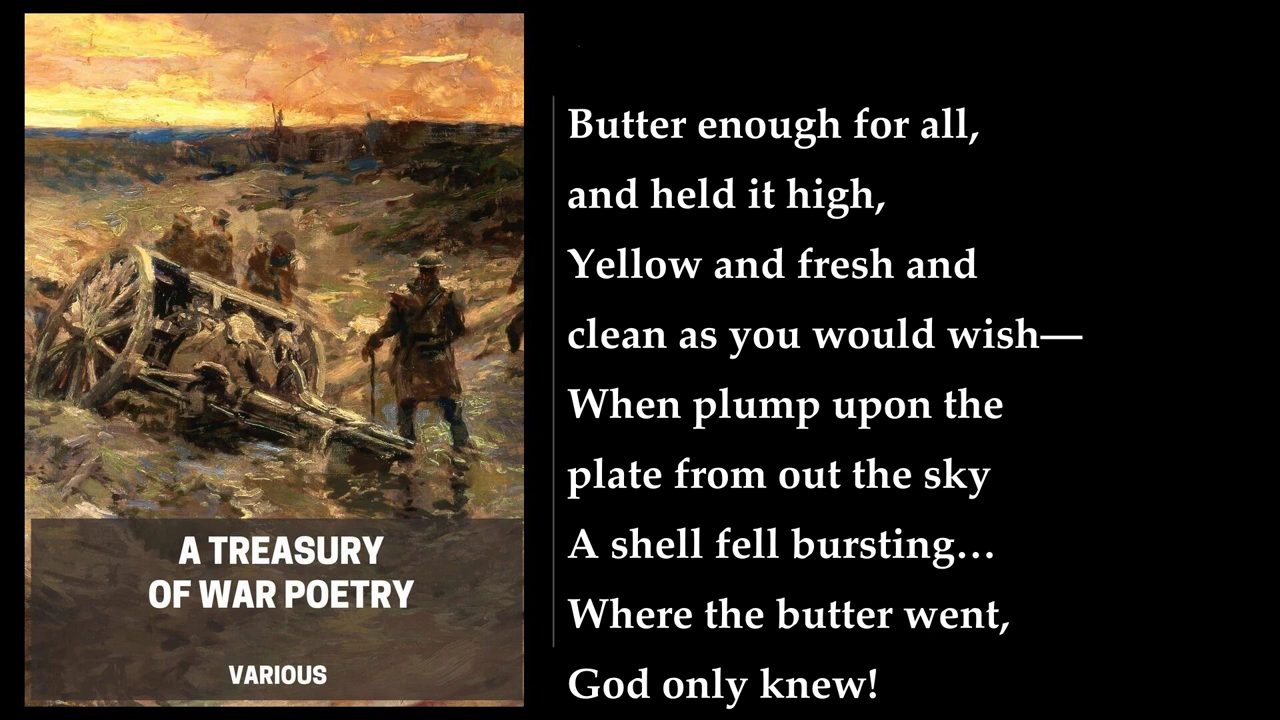 A TREASURY
OF WAR POETRY
VARIOUS
Butter enough for all,
and held it high,
Yellow and fresh and
clean as you would wish—
When plump upon the
plate from out the sky
A shell fell bursting…
Where the butter went,
God only knew!